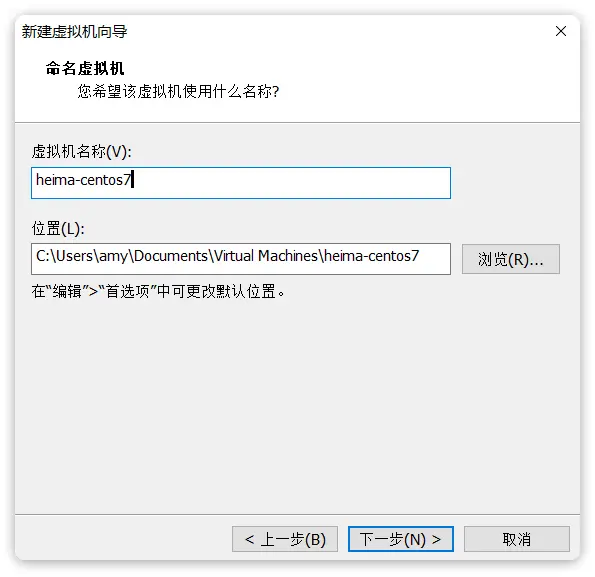 新建虚拟机向导
命名虚拟机
您希望该虚拟机使用什么名称?
虚拟机名称(V):
heima-centos7
位置(L):
C:\Users\amy\Documents\Virtual Machines\heima-centos7
浏览(R)...
在“编辑”>“首选项”中可更改默认位置。
< 上一步(B)
下一步(N) >
取消